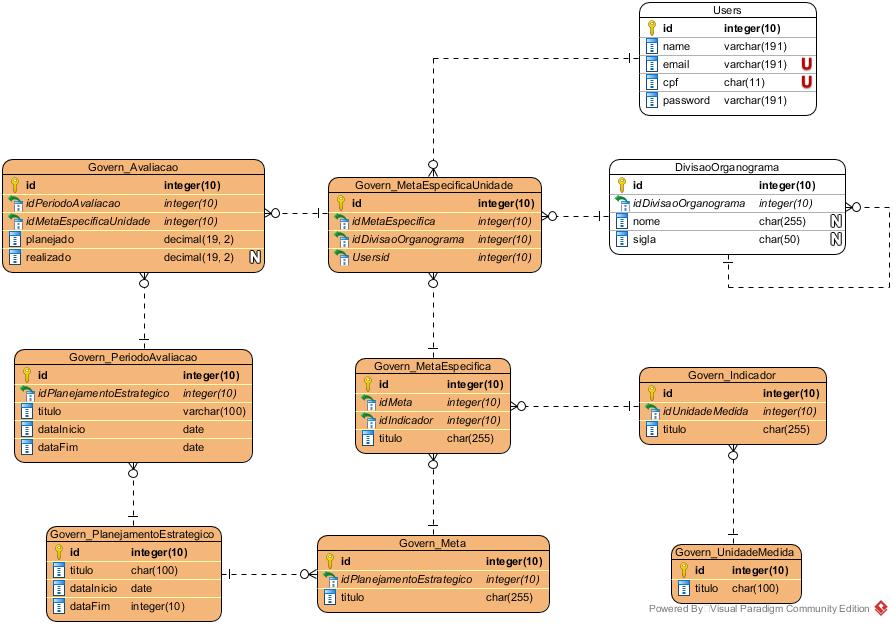 Users
id integer(10)
name varchar(191)
email varchar(191) U
cpf char(11) U
password varchar(191)
Govern_Avaliacao
id integer(10)
idPeriodoAvaliacao integer(10)
idMetaEspecificaUnidade integer(10)
planejado decimal(19, 2)
realizado decimal(19, 2) N
Govern_MetaEspecificaUnidade
id integer(10)
idMetaEspecifica integer(10)
idDivisaoOrganograma integer(10)
Usersid integer(10)
DivisaoOrganograma
id integer(10)
idDivisaoOrganograma integer(10)
nome char(255) N
sigla char(50) N
Govern_PeriodoAvaliacao
id integer(10)
idPlanejamentoEstrategico integer(10)
titulo varchar(100)
dataInicio date
dataFim date
Govern_MetaEspecifica
id integer(10)
idMeta integer(10)
idIndicador integer(10)
titulo char(255)
Govern_Indicador
id integer(10)
idUnidadeMedida integer(10)
titulo char(255)
Govern_PlanejamentoEstrategico
id integer(10)
titulo char(100)
dataInicio date
dataFim integer(10)
Govern_Meta
id integer(10)
idPlanejamentoEstrategico integer(10)
titulo char(255)
Govern_UnidadeMedida
id integer(10)
titulo char(100)
Powered By Visual Paradigm Community Edition